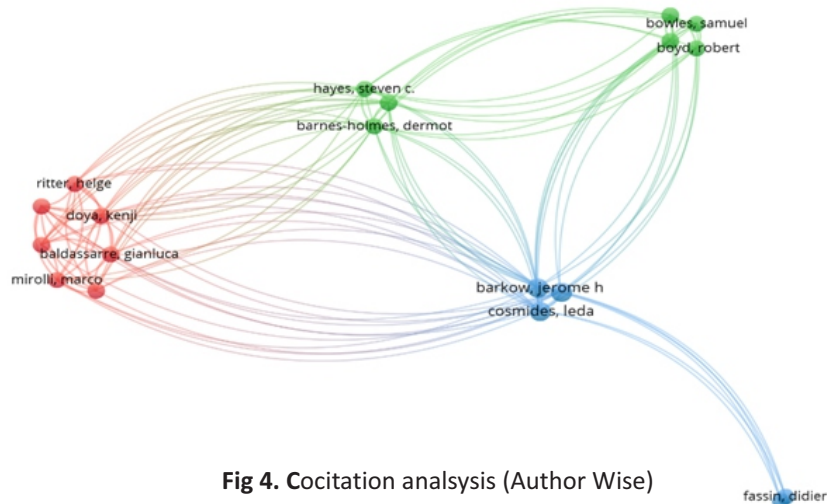 bowles, samuel
boyd, robert
hayes, steven c.
barnes-holmes, dermot
ritter, helge
doya, kenji
baldassarre, gianluca
mirolli, marco
barkow, jerome h
cosmides, leda
fassin, didier
Fig 4. Cocitation analsysis (Author Wise)